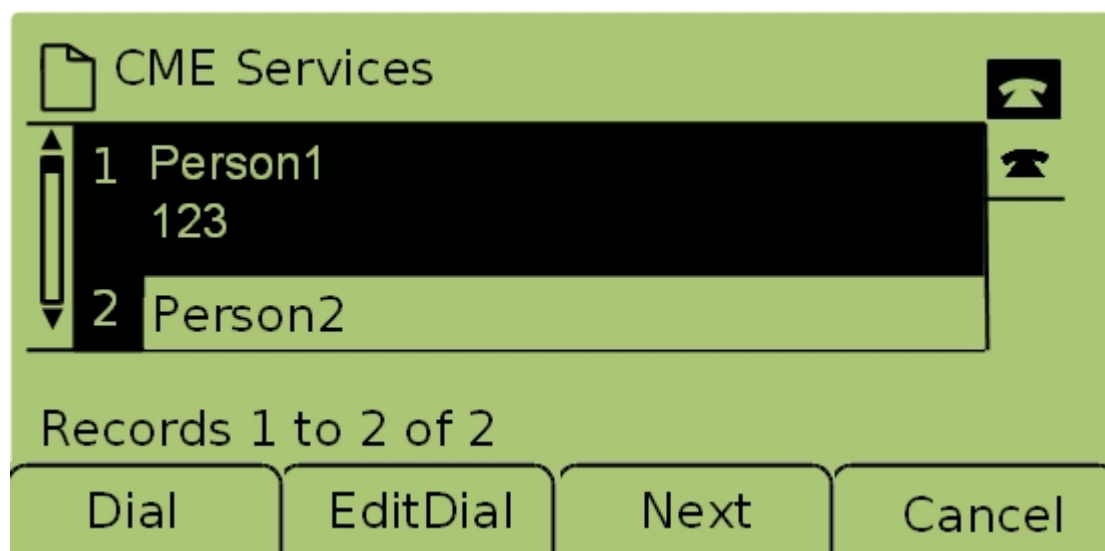 CME Services
1 Person1
123
2 Person2
Records 1 to 2 of 2
Dial EditDial Next Cancel